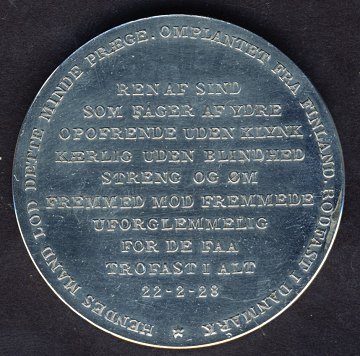 HENDES MAND LOD DETTE MINDE PRÆGE. OMPLANTET FRA FINLAND. RODFAST I DANMARK
REN AF SIND
SOM FAGER AF YDRE
OPOFRENDE UDEN KLYNK
KÆRLIG UDEN BLINDHED
STRENG OG ØM
FREMMED MOD FREMMEDE
UFORGLEMMELIG
FOR DE FAA
TROFAST I ALT
22-2-28